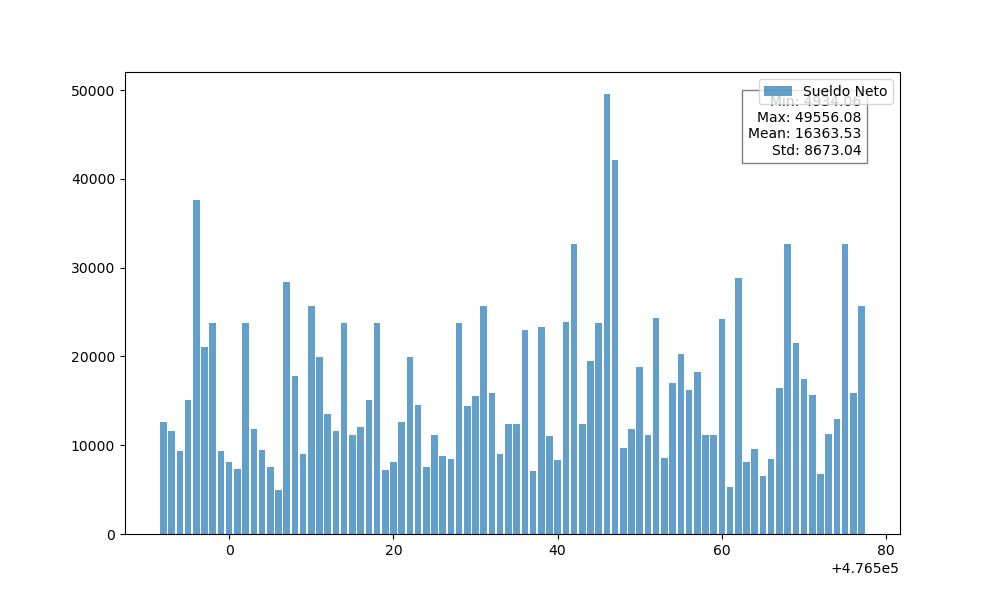 50000
40000
30000
20000
10000
0
0
20
40
60
80
+4.765e5
Sueldo Neto
Min: 4934.06
Max: 49556.08
Mean: 16363.53
Std: 8673.04